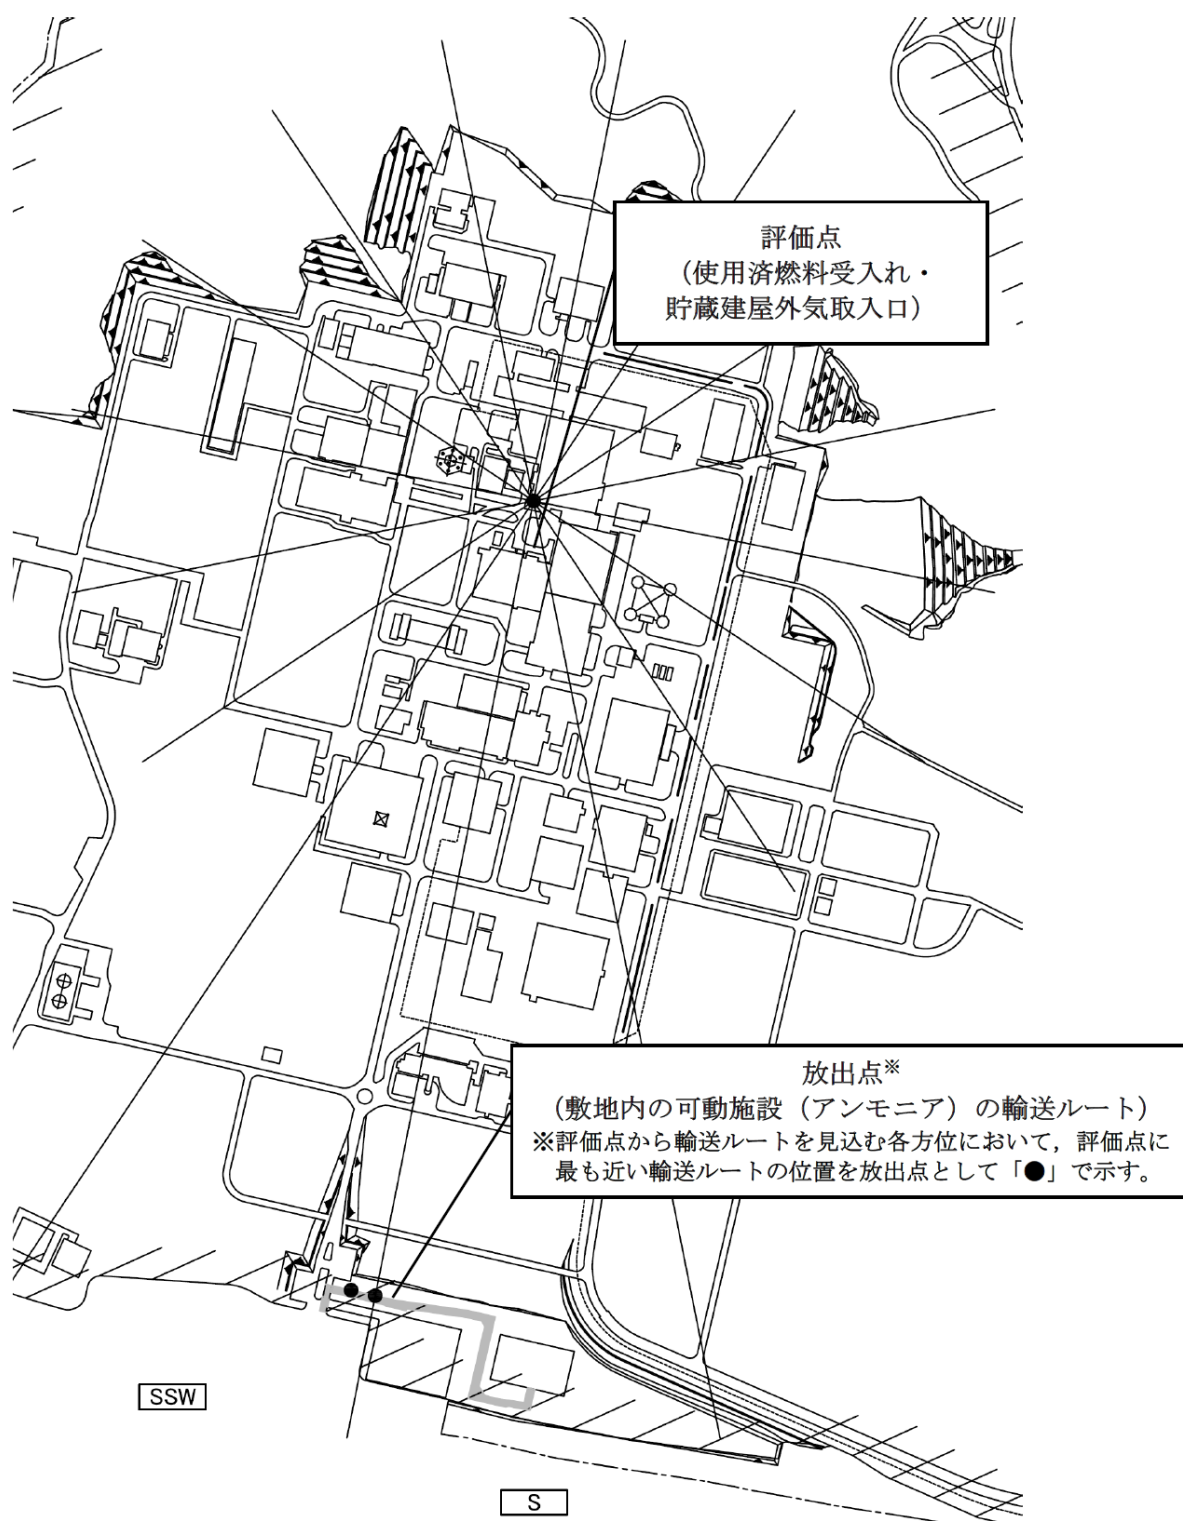 評価点
（使用済燃料受入れ・
貯蔵建屋外気取入口）
放出点※
（敷地内の可動施設（アンモニア）の輸送ルート）
※評価点から輸送ルートを見込む各方位において，評価点に
最も近い輸送ルートの位置を放出点として「●」で示す。
SSW
S